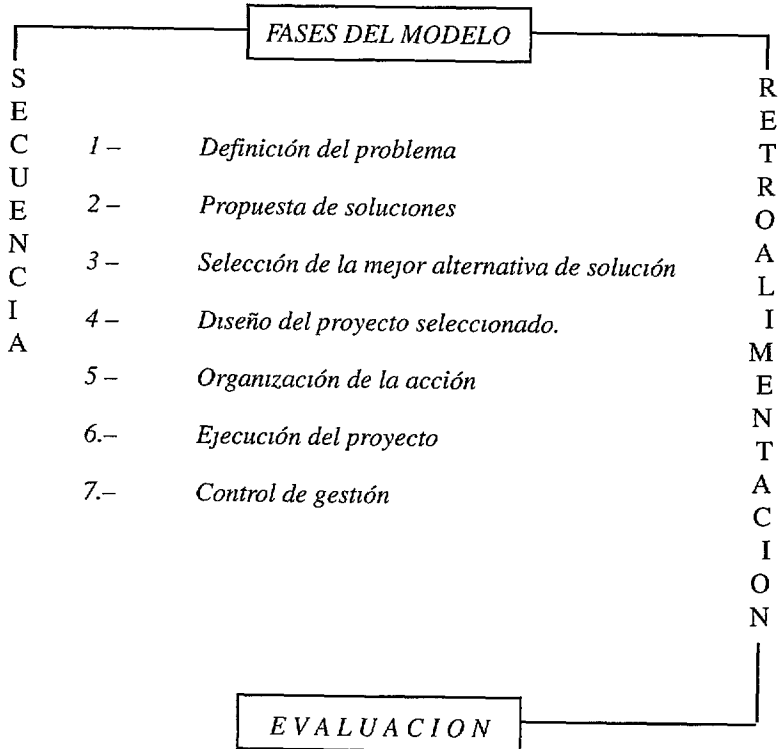 FASES DEL MODELO
SECUENCIA
1 – Definición del problema
2 – Propuesta de soluciones
3 – Selección de la mejor alternativa de solución
4 – Diseño del proyecto seleccionado.
5 – Organización de la acción
6.– Ejecución del proyecto
7.– Control de gestión
RETROALIMENTACION
EVALUACION